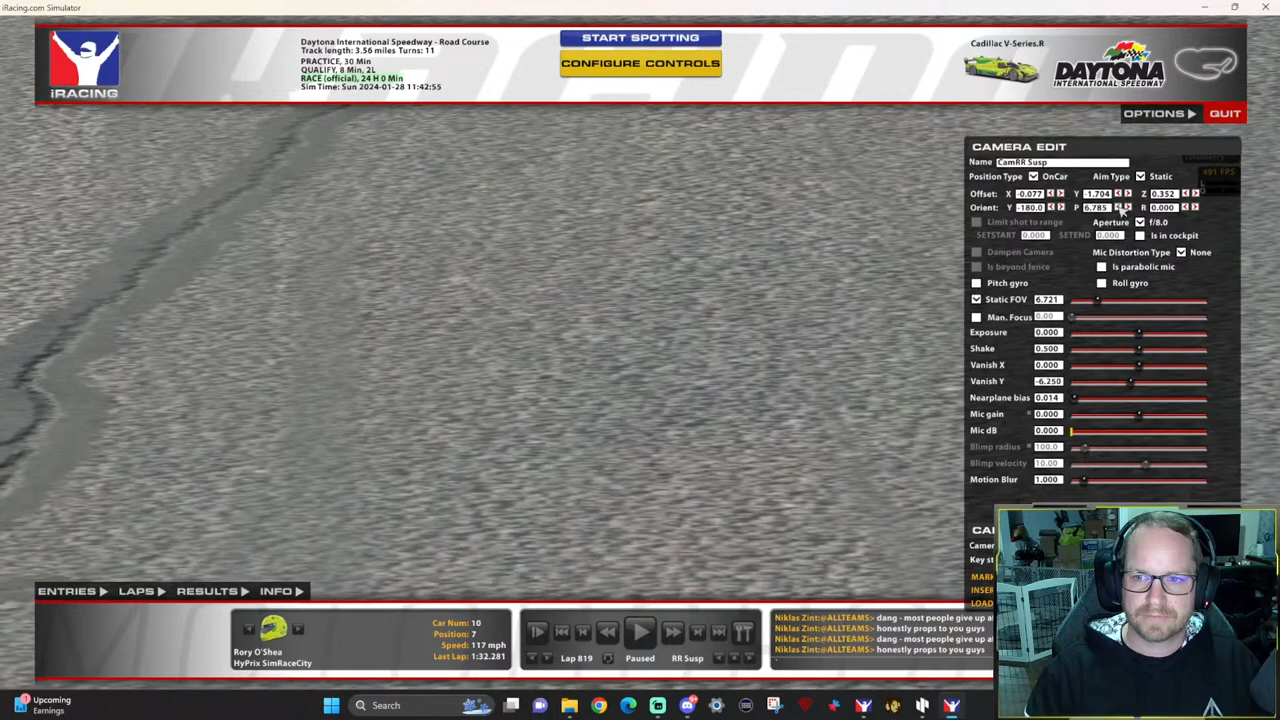 iRacing.com Simulator
iRACING
Daytona International Speedway - Road Course
Track length: 3.56 miles Turns: 11
PRACTICE, 30 Min
QUALIFY, 8 Min, 2L
RACE (official), 24 H 0 Min
Sim Time: Sun 2024-01-28 11:42:55
START SPOTTING
CONFIGURE CONTROLS
Cadillac V-Series.R
DAYTONA
INTERNATIONAL SPEEDWAY
OPTIONS
QUIT
CAMERA EDIT
491 FPS
Name CamRR Susp
Position Type OnCar Aim Type Static
Offset: X -0.077 Y -1.704 Z 0.352
Orient: Y -180.0 P 6.785 R 0.000
Limit shot to range Aperture f/8.0
SETSTART 0.000 SETEND 0.000 Is in cockpit
Dampen Camera Mic Distortion Type None
Is beyond fence Is parabolic mic
Pitch gyro Roll gyro
Static FOV 6.721
Man. Focus 0.00
Exposure 0.000
Shake 0.500
Vanish X 0.000
Vanish Y -6.250
Nearplane bias 0.014
Mic gain 0.000
Mic dB 0.000
Blimp radius 100.0
Blimp velocity 10.00
Motion Blur 1.000
CA
Camera
Key st
MARK
INSER
LOAD
ENTRIES LAPS RESULTS INFO
Rory O'Shea
HyPrix SimRaceCity
Car Num: 10
Position: 7
Speed: 117 mph
Last Lap: 1:32.281
Lap 819 Paused RR Susp
Niklas Zint:@ALLTEAMS> dang - most people give up a
Niklas Zint:@ALLTEAMS> honestly props to you guys
Niklas Zint:@ALLTEAMS> dang - most people give up a
Niklas Zint:@ALLTEAMS> honestly props to you guys
Upcoming
Earnings
Search